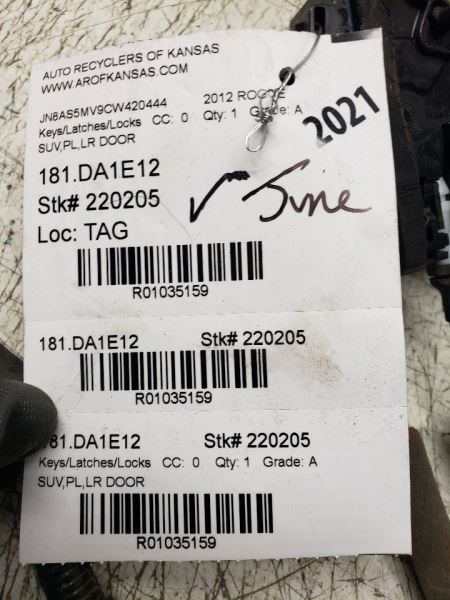 AUTO RECYCLERS OF KANSAS
WWW.AROFKANSAS.COM
JN8AS5MV9CW420444 2012 ROGUE
Keys/Latches/Locks CC: 0 Qty: 1 Grade: A
SUV,PL,LR DOOR
2021
181.DA1E12
Stk# 220205
Loc: TAG
June
R01035159
181.DA1E12 Stk# 220205
R01035159
181.DA1E12 Stk# 220205
Keys/Latches/Locks CC: 0 Qty: 1 Grade: A
SUV,PL,LR DOOR
R01035159